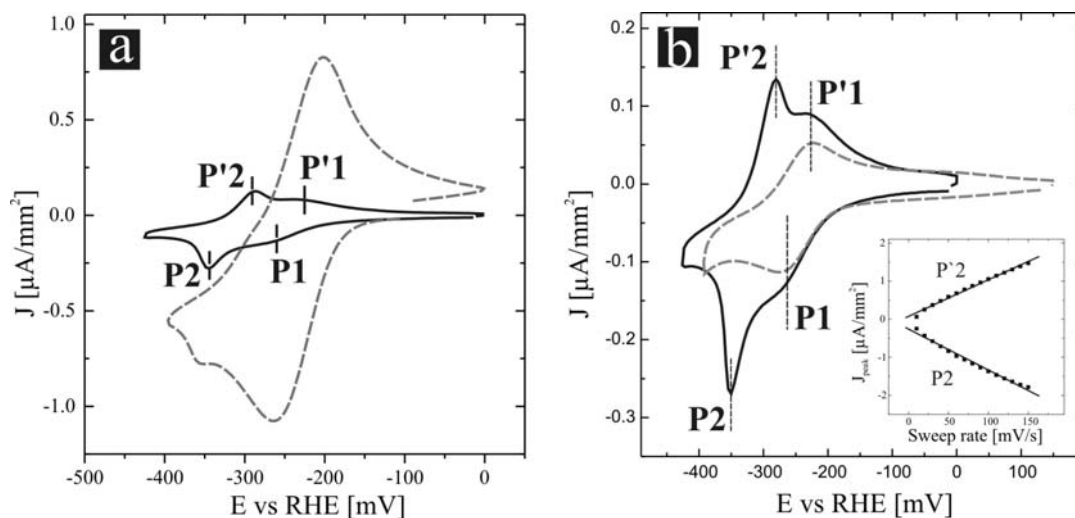 a
J [μA/mm²]
1.0
0.5
0.0
-0.5
-1.0
P'2
P'1
P2
P1
-500
-400
-300
-200
-100
0
E vs RHE [mV]
b
J [μA/mm²]
0.2
0.1
0.0
-0.1
-0.2
-0.3
P'2
P'1
P1
P2
-400
-300
-200
-100
0
100
E vs RHE [mV]
J_peak [μA/mm²]
2
1
0
-1
-2
P`2
P2
0
50
100
150
Sweep rate [mV/s]